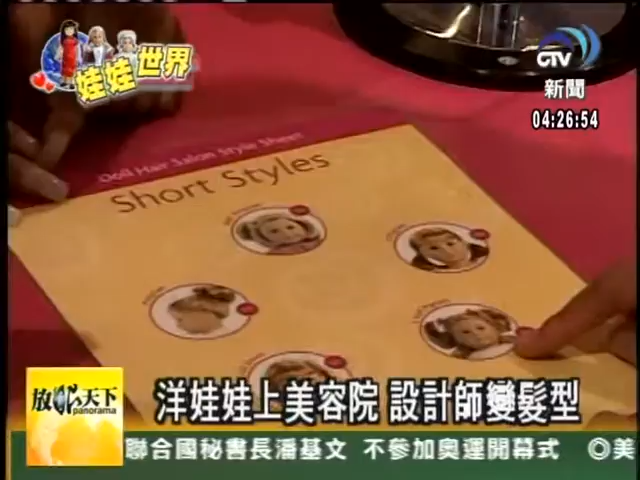 娃娃世界
CTV
新聞
04:26:54
Doll Hair Salon Style Sheet
Short Styles
放眼天下
panorama
洋娃娃上美容院 設計師變髮型
聯合國秘書長潘基文 不參加奧運開幕式 ◎美